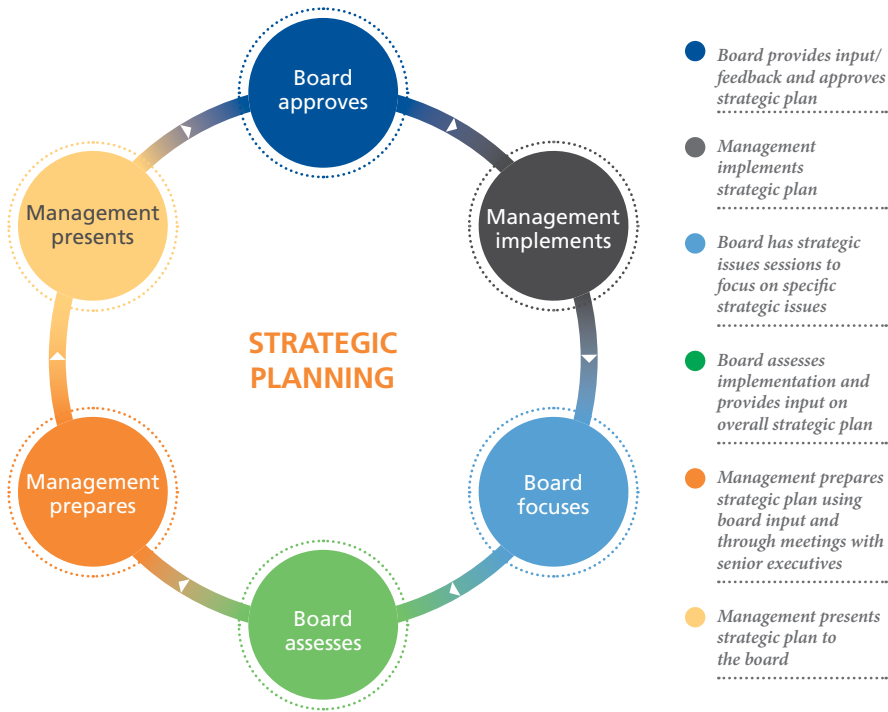 Board
approves
Management
implements
Board
focuses
Board
assesses
Management
prepares
Management
presents
STRATEGIC
PLANNING
Board provides input/
feedback and approves
strategic plan
Management
implements
strategic plan
Board has strategic
issues sessions to
focus on specific
strategic issues
Board assesses
implementation and
provides input on
overall strategic plan
Management prepares
strategic plan using
board input and
through meetings with
senior executives
Management presents
strategic plan to
the board